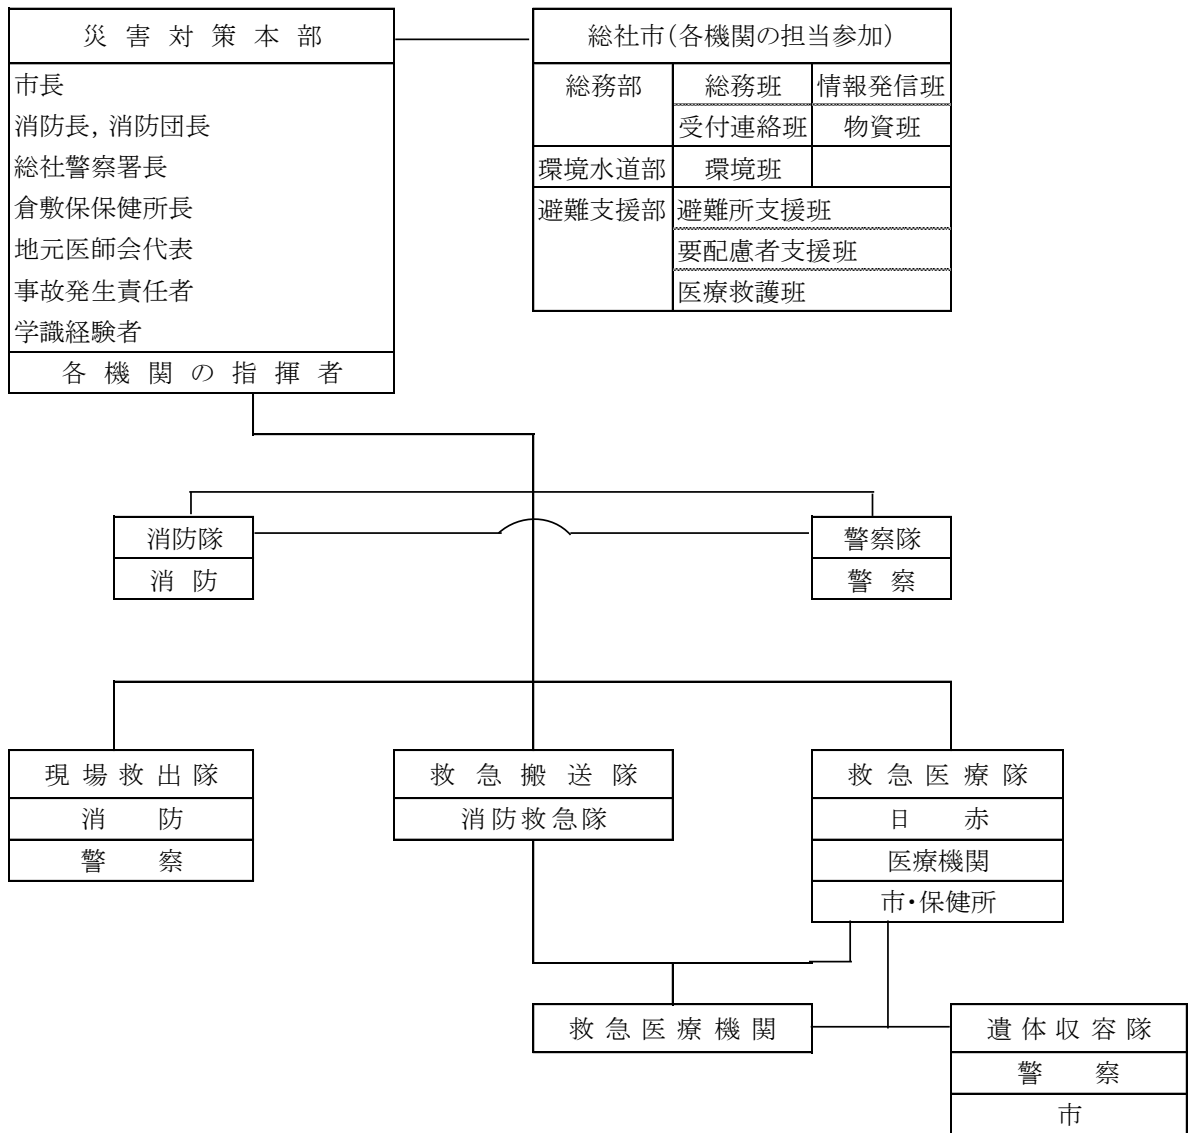 災害対策本部
市長
消防長，消防団長
総社警察署長
倉敷保保健所長
地元医師会代表
事故発生責任者
学識経験者
各機関の指揮者
総社市(各機関の担当参加)
総務部 総務班 情報発信班
受付連絡班 物資班
環境水道部 環境班
避難支援部 避難所支援班
要配慮者支援班
医療救護班
消防隊
消防
警察隊
警察
現場救出隊
消防
警察
救急搬送隊
消防救急隊
救急医療隊
日赤
医療機関
市・保健所
救急医療機関
遺体収容隊
警察
市